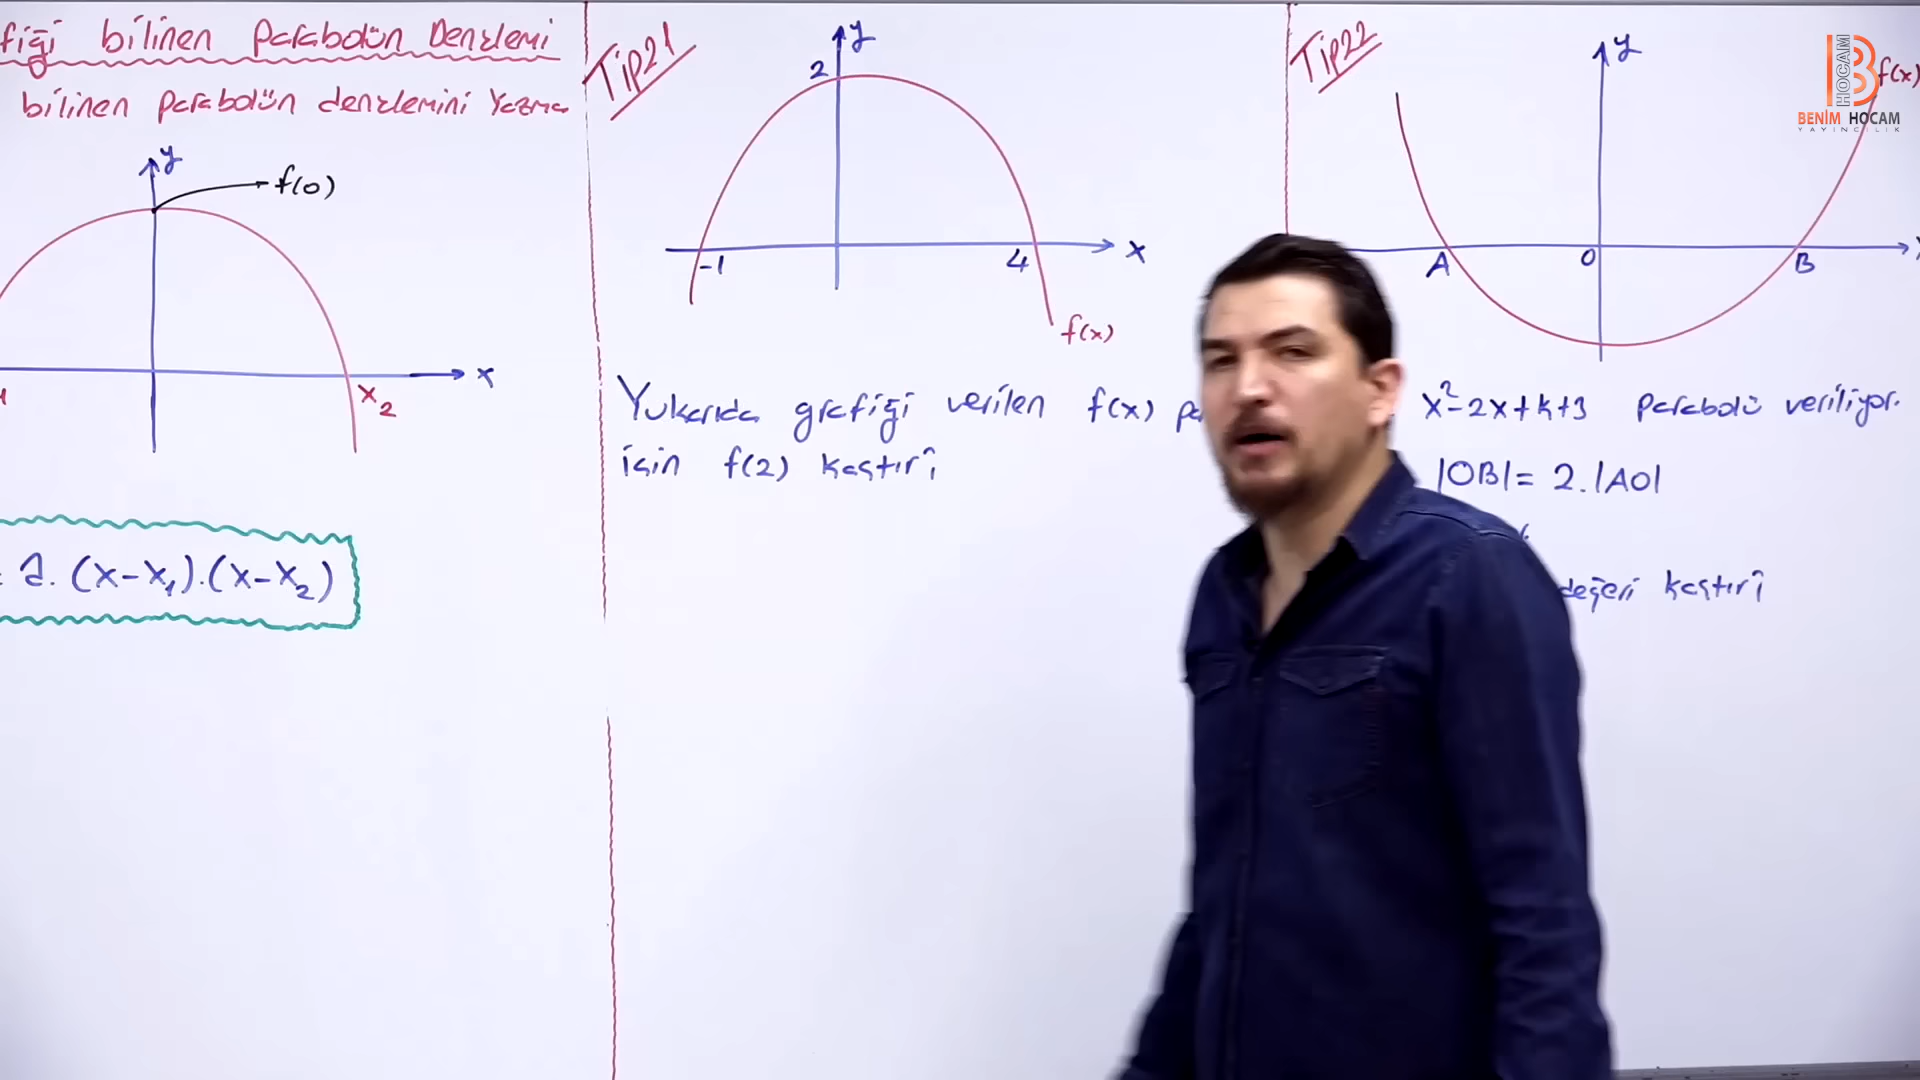 bilinen Parabolün Denklemi
bilinen parabolün denklemini Yazma
y
f(0)
x
x₂
a.(x-x₁).(x-x₂)
Tip21
y
2
-1
4
x
f(x)
Yukarıda grafiği verilen f(x)
için f(2) kaçtır?
Tip22
y
f(x)
A
O
B
x²-2x+k+3 parabolü veriliyor.
|OB|= 2.|AO|
değeri kaçtır?
HOCAM
B
BENİM HOCAM
YAYINCILIK